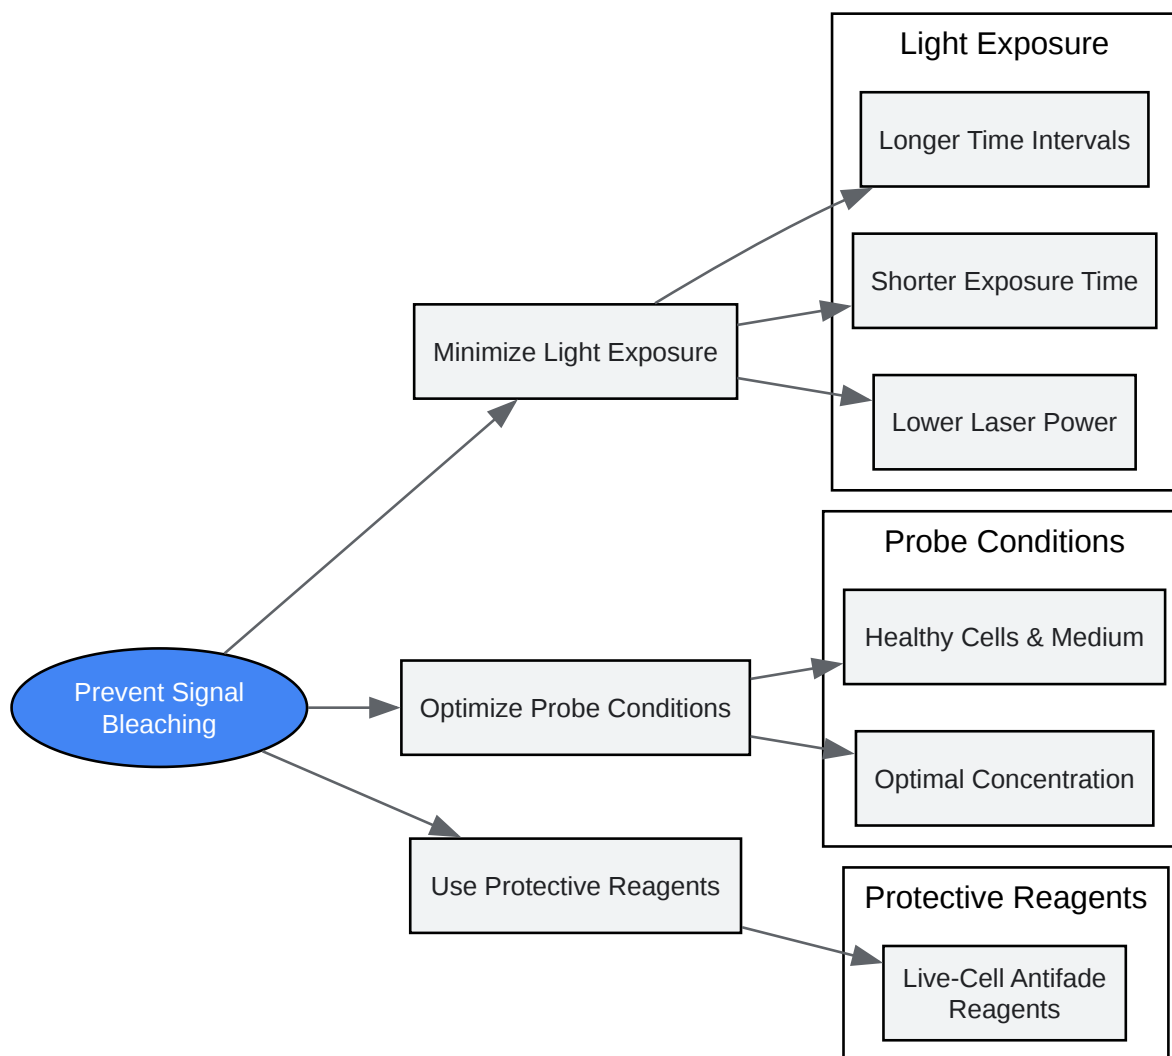 Light Exposure
Longer Time Intervals
Shorter Exposure Time
Minimize Light Exposure
Lower Laser Power
Probe Conditions
Healthy Cells & Medium
Prevent Signal
Bleaching
Optimize Probe Conditions
Optimal Concentration
Use Protective Reagents
Protective Reagents
Live-Cell Antifade
Reagents